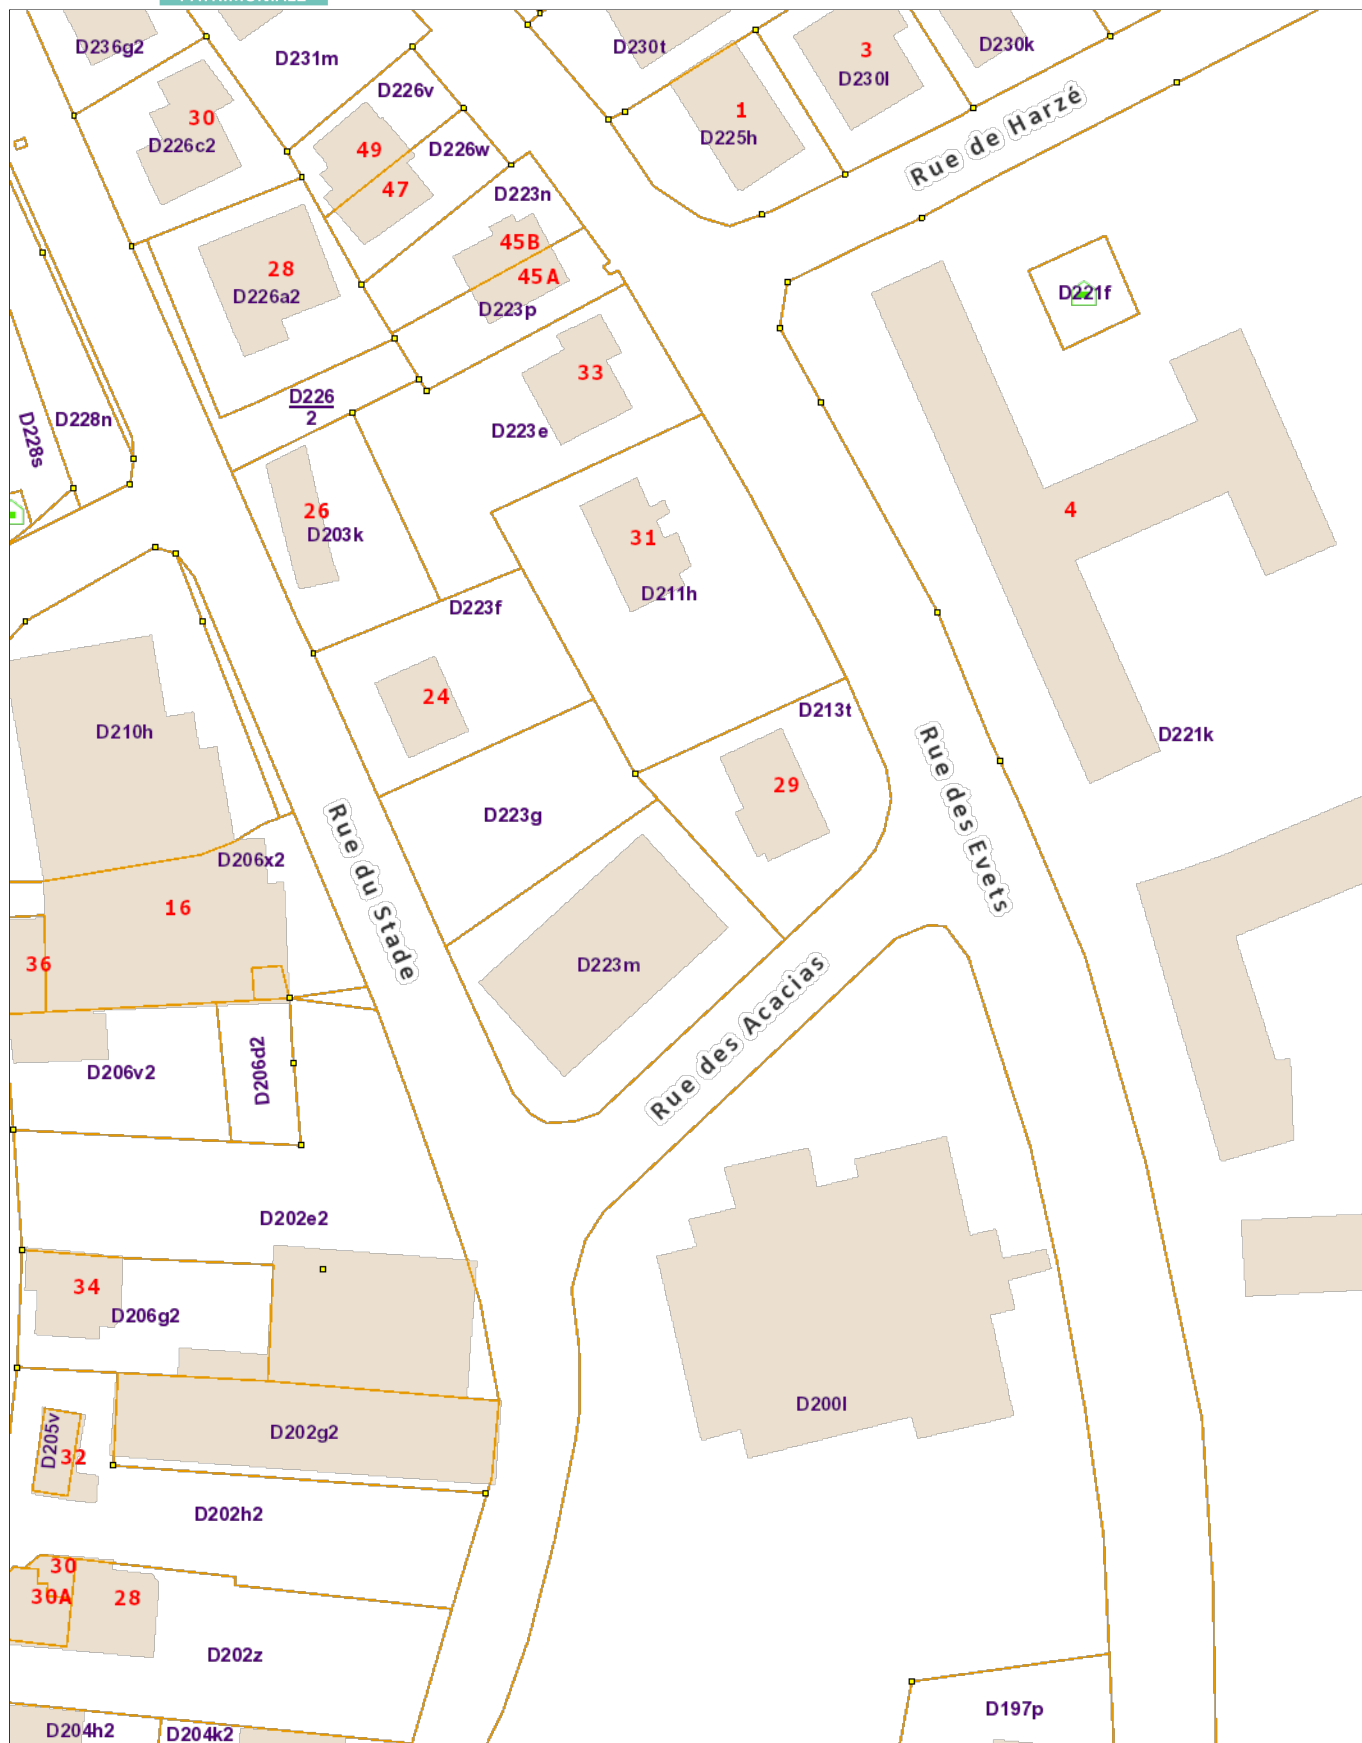 D236g2
D231m
D230t
D230k
3
D230l
D226v
30
D226c2
49
D226w
1
D225h
Rue de Harzé
47
D223n
45B
28
D226a2
45A
D223p
D221f
33
D226
2
D228n
D228s
D223e
26
D203k
31
4
D211h
D223f
24
D213t
D210h
D221k
29
Rue des Evets
D223g
Rue du Stade
D206x2
16
36
D223m
Rue des Acacias
D206v2
D206d2
D202e2
34
D206g2
D200l
D202g2
D205v
32
D202h2
30
30A
28
D202z
D197p
D204h2
D204k2